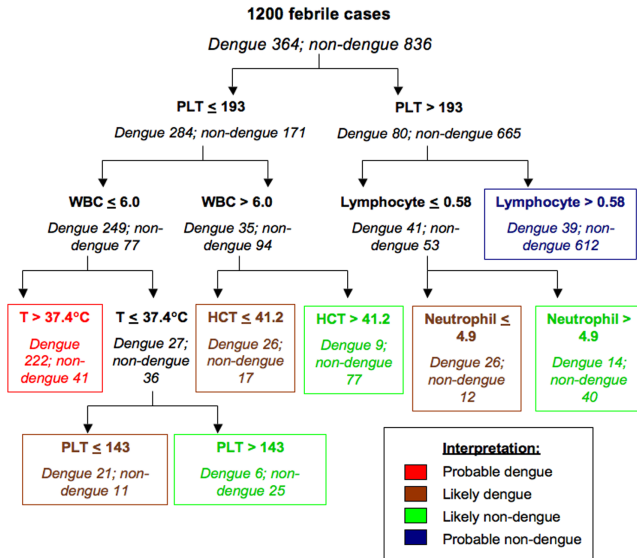 1200 febrile cases
Dengue 364; non-dengue 836
PLT ≤ 193
Dengue 284; non-dengue 171
PLT > 193
Dengue 80; non-dengue 665
WBC ≤ 6.0
Dengue 249; non-
dengue 77
WBC > 6.0
Dengue 35; non-
dengue 94
Lymphocyte ≤ 0.58
Dengue 41; non-
dengue 53
Lymphocyte > 0.58
Dengue 39; non-
dengue 612
T > 37.4°C
Dengue
222; non-
dengue 41
T ≤ 37.4°C
Dengue 27;
non-dengue
36
HCT ≤ 41.2
Dengue 26;
non-dengue
17
HCT > 41.2
Dengue 9;
non-dengue
77
Neutrophil ≤
4.9
Dengue 26;
non-dengue
12
Neutrophil >
4.9
Dengue 14;
non-dengue
40
PLT ≤ 143
Dengue 21; non-
dengue 11
PLT > 143
Dengue 6; non-
dengue 25
Interpretation:
Probable dengue
Likely dengue
Likely non-dengue
Probable non-dengue